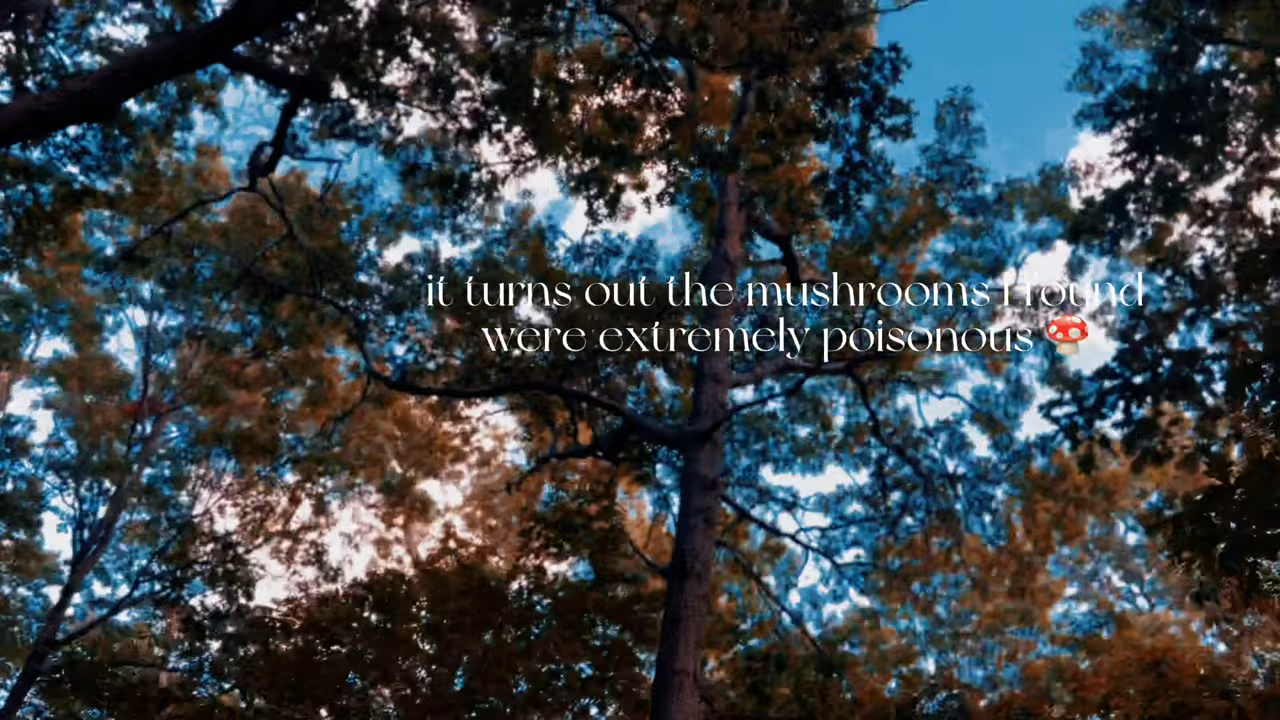 it turns out the mushrooms i found
were extremely poisonous 🍄